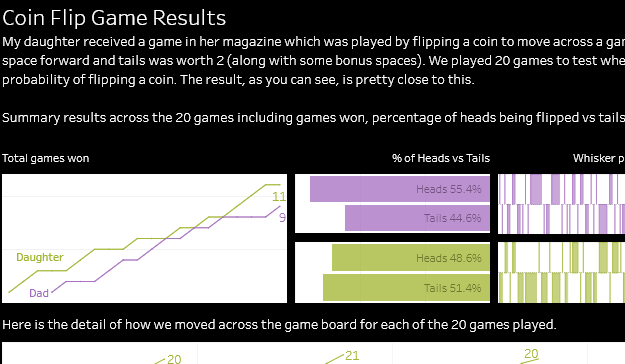 Coin Flip Game Results
My daughter received a game in her magazine which was played by flipping a coin to move across a
space forward and tails was worth 2 (along with some bonus spaces). We played 20 games to test
probability of flipping a coin. The result, as you can see, is pretty close to this.
Summary results across the 20 games including games won, percentage of heads being flipped vs tails
Total games won
% of Heads vs Tails
Whisker
11
9
Daughter
Dad
Heads 55.4%
Tails 44.6%
Heads 48.6%
Tails 51.4%
Here is the detail of how we moved across the game board for each of the 20 games played.
20
21
20